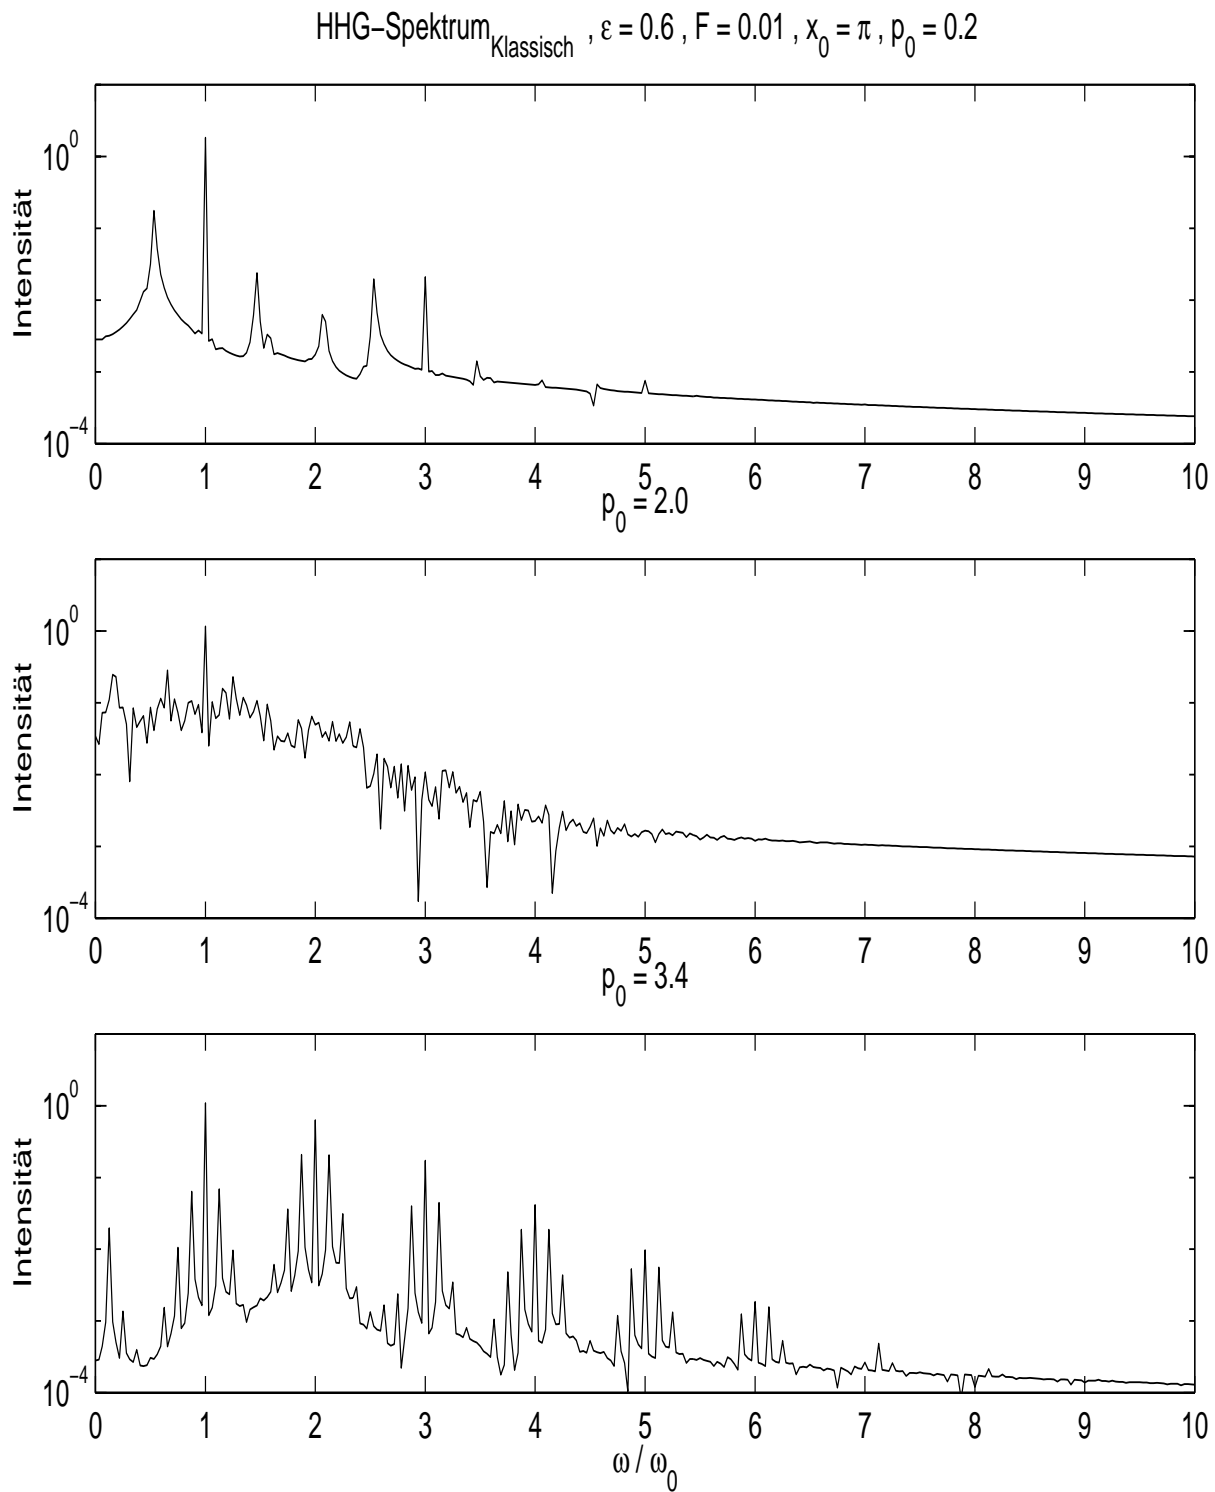 HHG−Spektrum_Klassisch , ε = 0.6 , F = 0.01 , x_0 = π , p_0 = 0.2
10^0
Intensität
10^−4
0 1 2 3 4 5 6 7 8 9 10
p_0 = 2.0
10^0
Intensität
10^−4
0 1 2 3 4 5 6 7 8 9 10
p_0 = 3.4
10^0
Intensität
10^−4
0 1 2 3 4 5 6 7 8 9 10
ω / ω_0